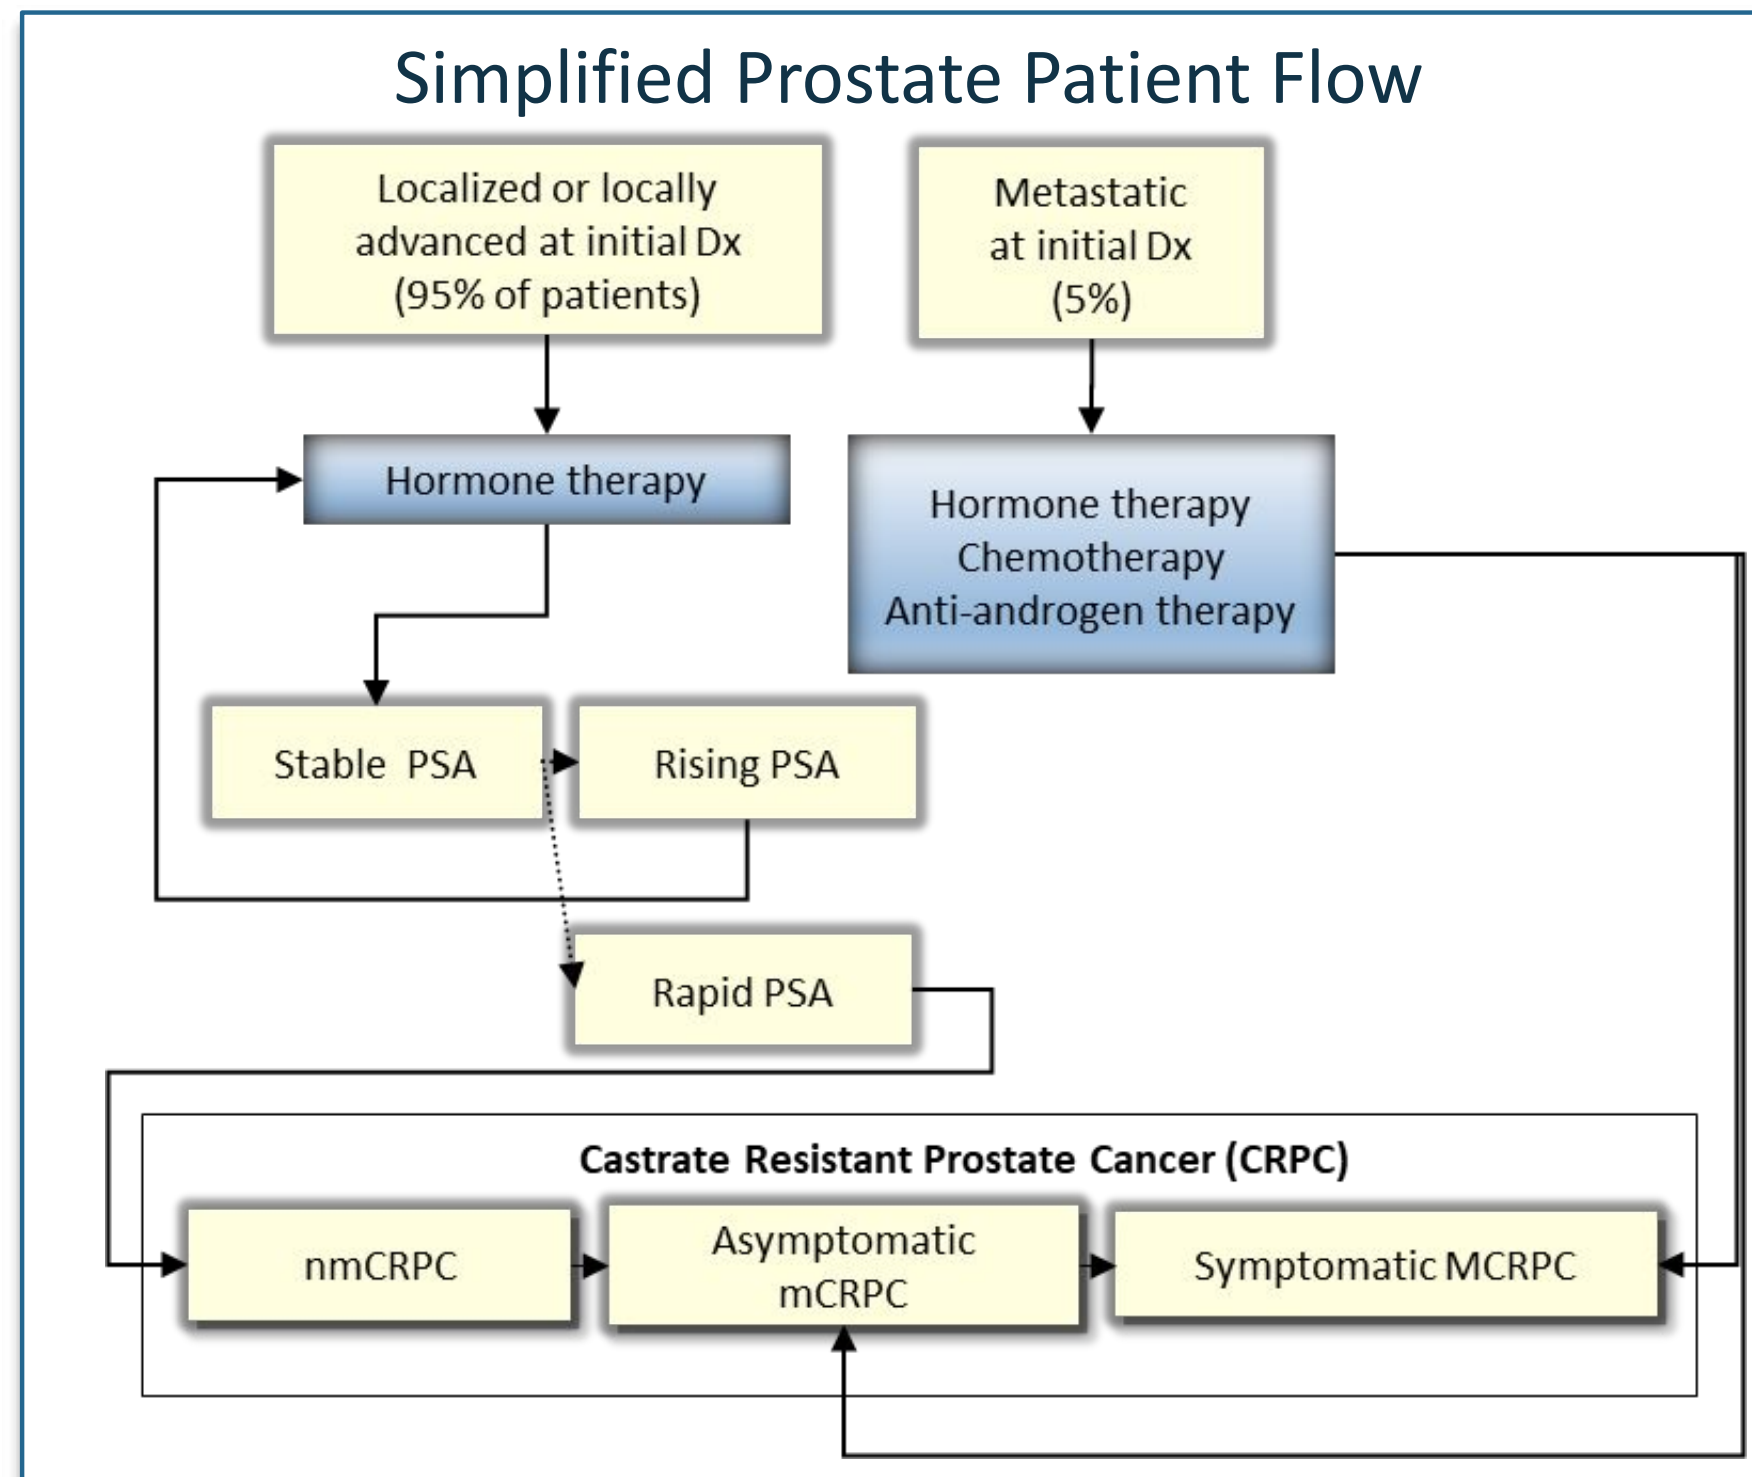 Simplified Prostate Patient Flow
Localized or locally
advanced at initial Dx
(95% of patients)
Metastatic
at initial Dx
(5%)
Hormone therapy
Hormone therapy
Chemotherapy
Anti-androgen therapy
Stable PSA
Rising PSA
Rapid PSA
Castrate Resistant Prostate Cancer (CRPC)
nmCRPC
Asymptomatic
mCRPC
Symptomatic MCRPC